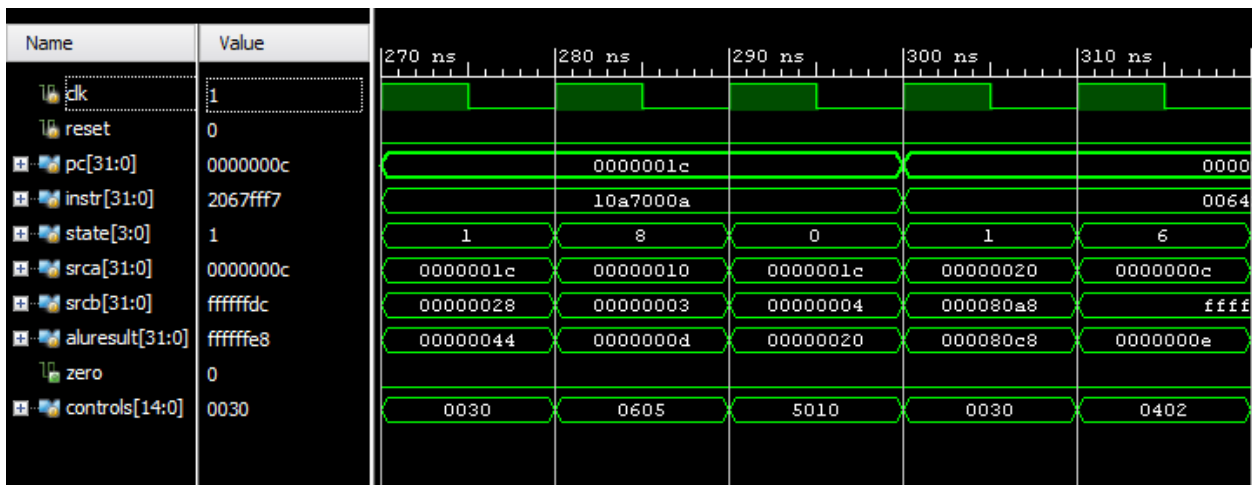 Name Value
270 ns 280 ns 290 ns 300 ns 310 ns
clk 1
reset 0
pc[31:0] 0000000c 0000001c 0000
instr[31:0] 2067fff7 10a7000a 0064
state[3:0] 1 1 8 0 1 6
srca[31:0] 0000000c 0000001c 00000010 0000001c 00000020 0000000c
srcb[31:0] ffffffdc 00000028 00000003 00000004 000080a8 ffff
aluresult[31:0] ffffffe8 00000044 0000000d 00000020 000080c8 0000000e
zero 0
controls[14:0] 0030 0030 0605 5010 0030 0402